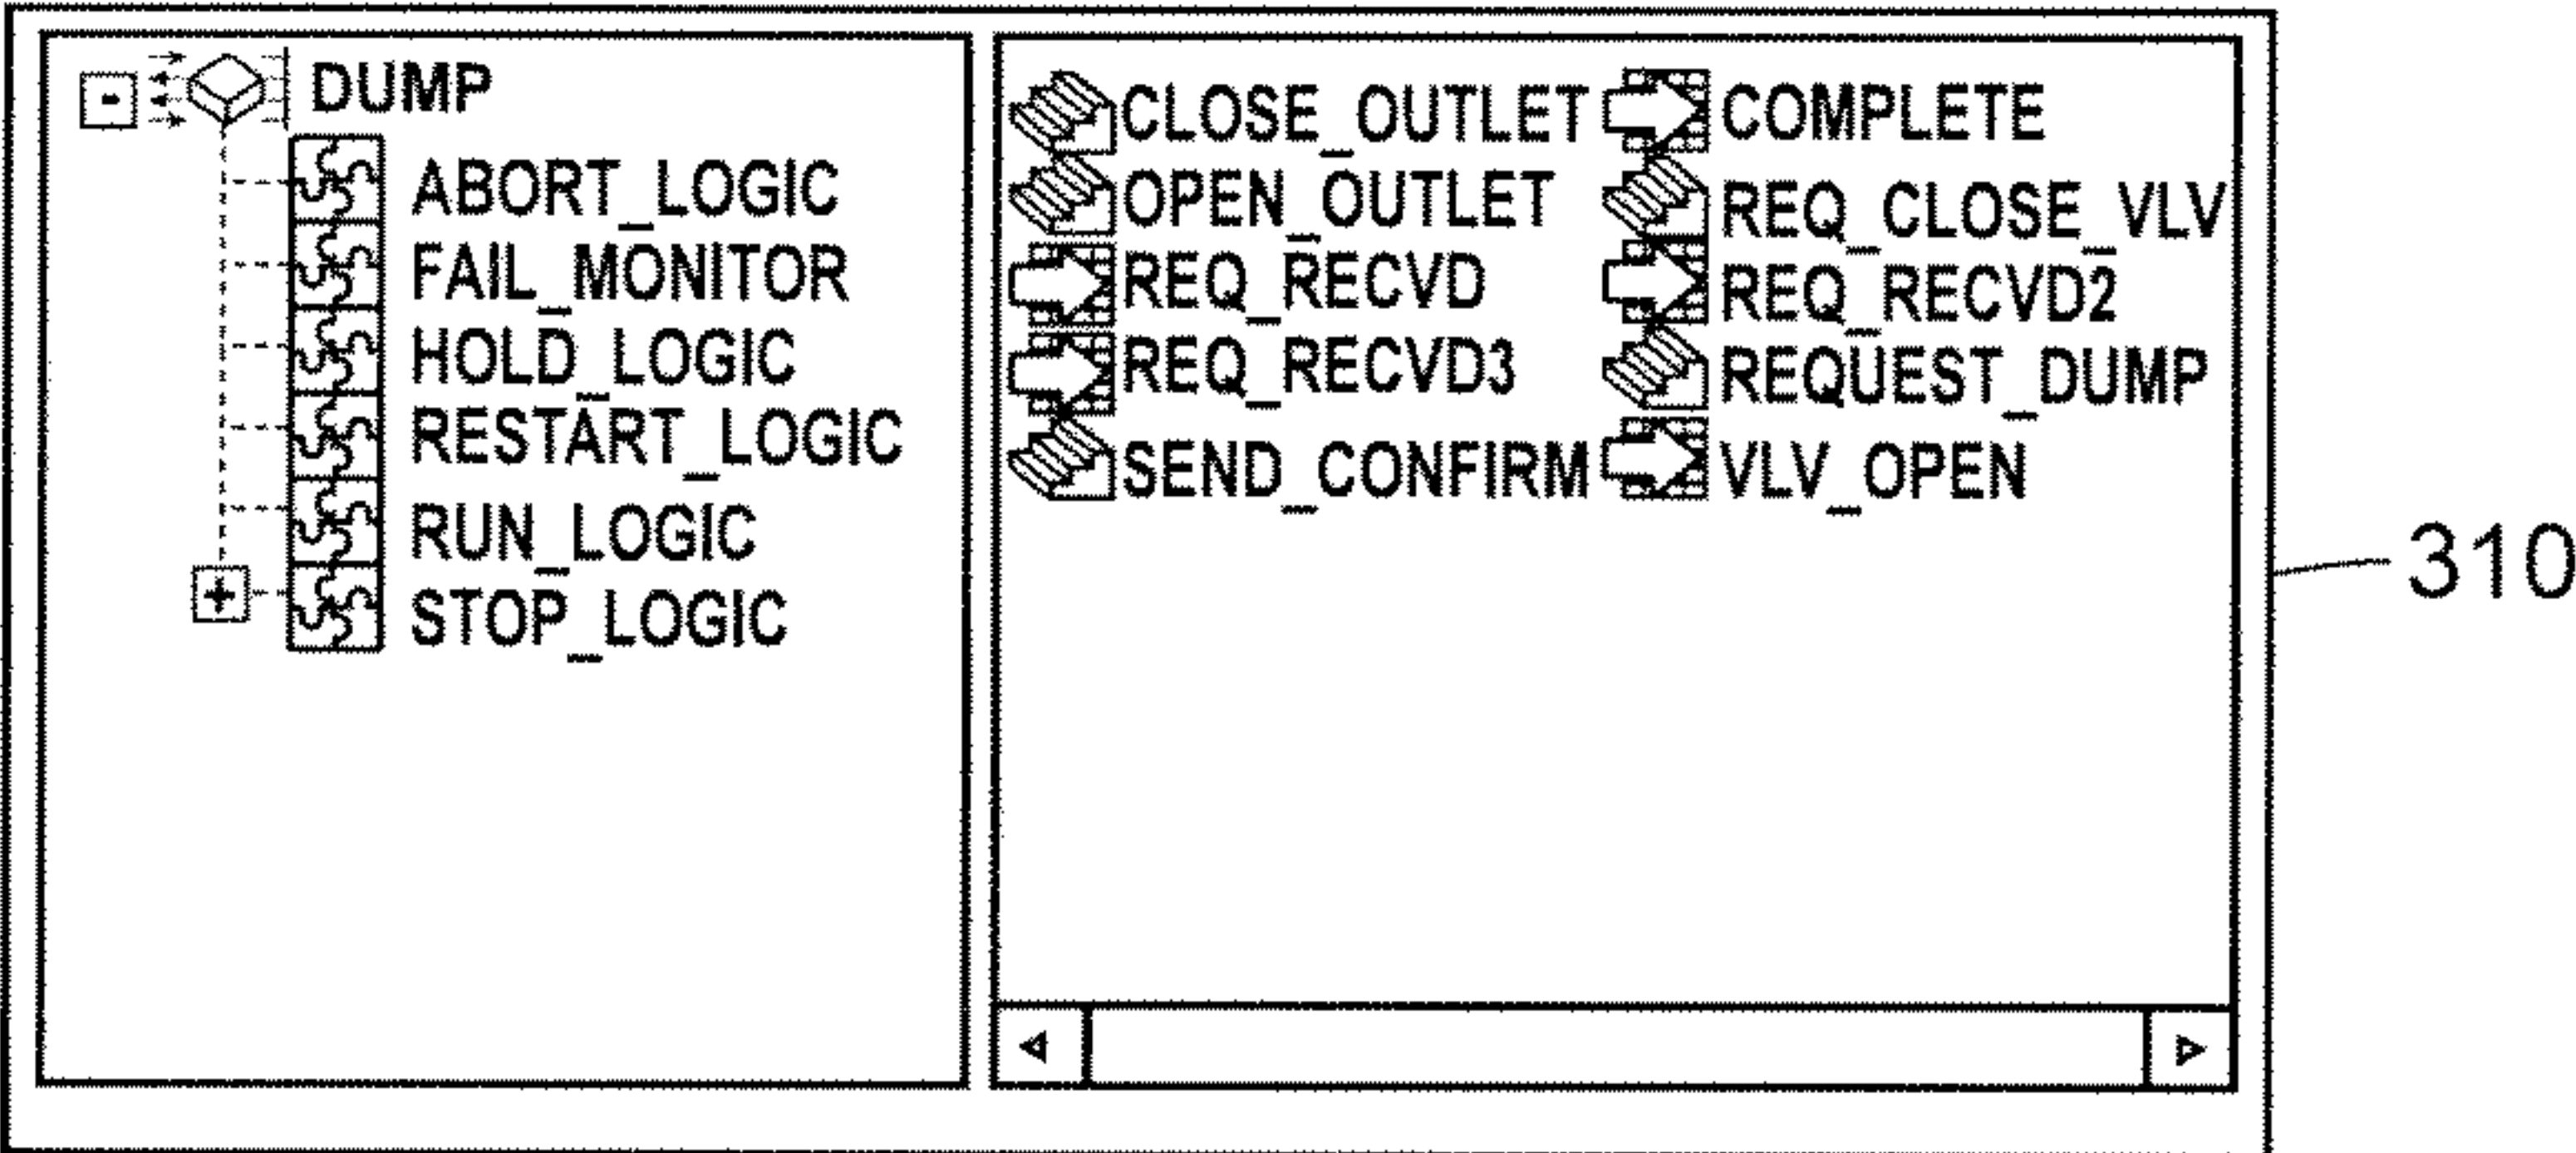 DUMP
ABORT_LOGIC
FAIL_MONITOR
HOLD_LOGIC
RESTART_LOGIC
RUN_LOGIC
STOP_LOGIC
CLOSE_OUTLET COMPLETE
OPEN_OUTLET REQ_CLOSE_VLV
REQ_RECVD REQ_RECVD2
REQ_RECVD3 REQUEST_DUMP
SEND_CONFIRM VLV_OPEN
310